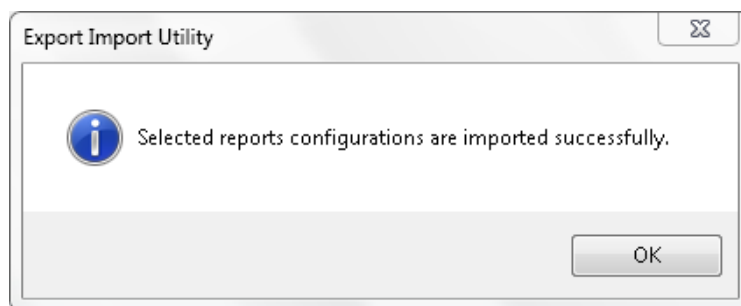 Export Import Utility
Selected reports configurations are imported successfully.
OK